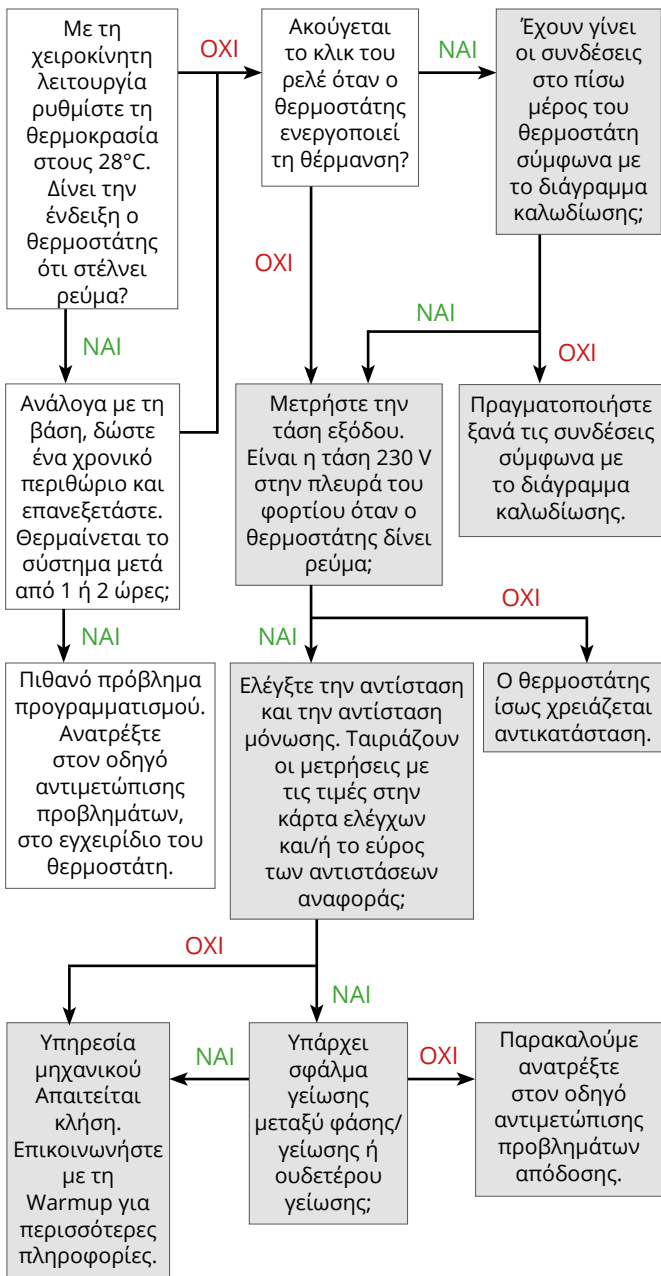 Με τη
χειροκίνητη
λειτουργία
ρυθμίστε τη
θερμοκρασία
στους 28°C.
Δίνει την
ένδειξη ο
θερμοστάτης
ότι στέλνει
ρεύμα?
ΟΧΙ
Ακούγεται
το κλικ του
ρελέ όταν ο
θερμοστάτης
ενεργοποιεί
τη θέρμανση?
ΝΑΙ
Έχουν γίνει
οι συνδέσεις
στο πίσω
μέρος του
θερμοστάτη
σύμφωνα με
το διάγραμμα
καλωδίωσης;
ΝΑΙ
ΟΧΙ
ΝΑΙ
ΟΧΙ
Ανάλογα με τη
βάση, δώστε
ένα χρονικό
περιθώριο και
επανεξετάστε.
Θερμαίνεται το
σύστημα μετά
από 1 ή 2 ώρες;
Μετρήστε την
τάση εξόδου.
Είναι η τάση 230 V
στην πλευρά του
φορτίου όταν ο
θερμοστάτης δίνει
ρεύμα;
Πραγματοποιήστε
ξανά τις συνδέσεις
σύμφωνα με
το διάγραμμα
καλωδίωσης.
ΝΑΙ
ΝΑΙ
ΟΧΙ
Πιθανό πρόβλημα
προγραμματισμού.
Ανατρέξτε
στον οδηγό
αντιμετώπισης
προβλημάτων,
στο εγχειρίδιο του
θερμοστάτη.
Ελέγξτε την αντίσταση
και την αντίσταση
μόνωσης. Ταιριάζουν
οι μετρήσεις με
τις τιμές στην
κάρτα ελέγχων
και/ή το εύρος
των αντιστάσεων
αναφοράς;
Ο θερμοστάτης
ίσως χρειάζεται
αντικατάσταση.
ΟΧΙ
ΝΑΙ
Υπηρεσία
μηχανικού
Απαιτείται
κλήση.
Επικοινωνήστε
με τη
Warmup για
περισσότερες
πληροφορίες.
ΝΑΙ
Υπάρχει
σφάλμα
γείωσης
μεταξύ φάσης/
γείωσης ή
ουδετέρου
γείωσης;
ΟΧΙ
Παρακαλούμε
ανατρέξτε
στον οδηγό
αντιμετώπισης
προβλημάτων
απόδοσης.